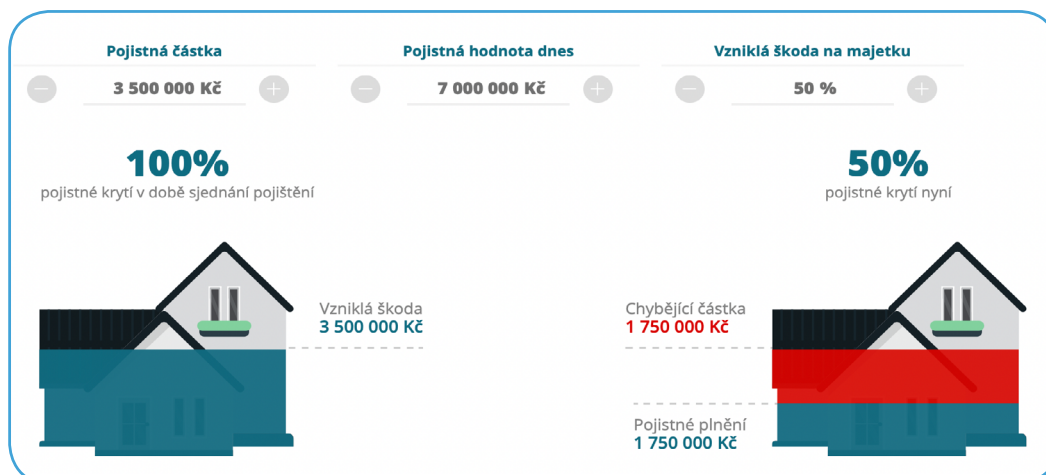 Pojistná částka
Pojistná hodnota dnes
Vzniklá škoda na majetku
3 500 000 Kč
7 000 000 Kč
50 %
100%
pojistné krytí v době sjednání pojištění
50%
pojistné krytí nyní
Vzniklá škoda
3 500 000 Kč
Chybějící částka
1 750 000 Kč
Pojistné plnění
1 750 000 Kč